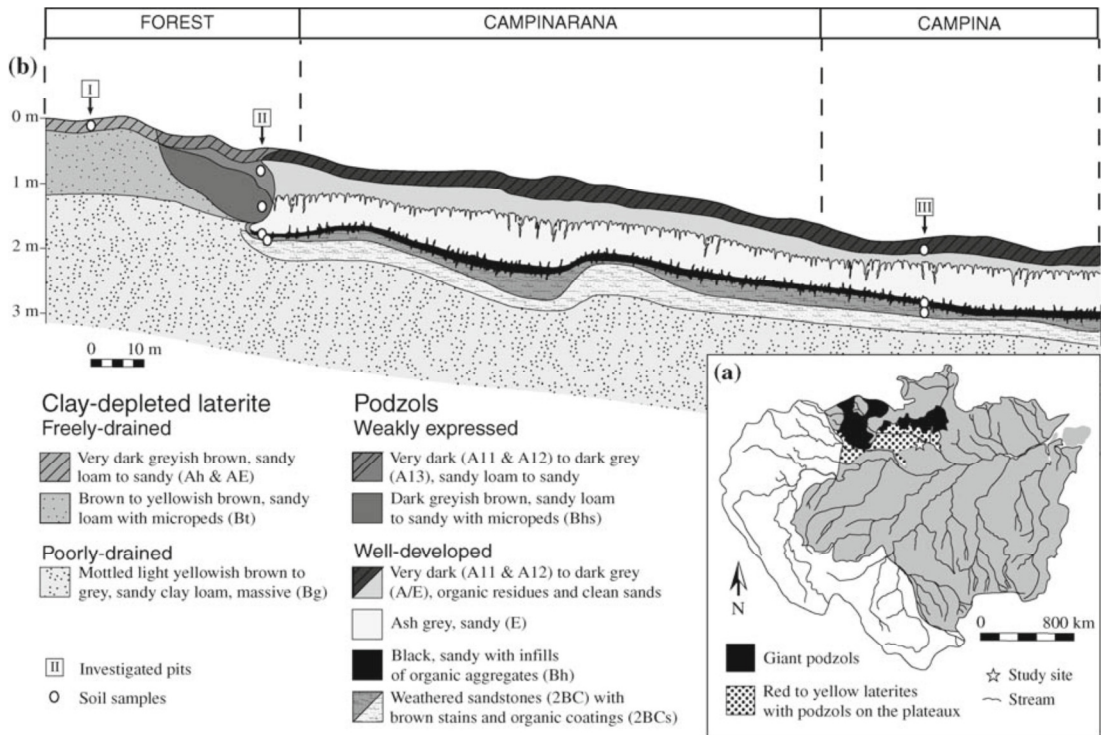 FOREST
CAMPINARANA
CAMPINA
(b)
I
II
III
0 m
1 m
2 m
3 m
0 10 m
Clay-depleted laterite
Freely-drained
Very dark greyish brown, sandy
loam to sandy (Ah & AE)
Brown to yellowish brown, sandy
loam with micropeds (Bt)
Poorly-drained
Mottled light yellowish brown to
grey, sandy clay loam, massive (Bg)
II Investigated pits
Soil samples
Podzols
Weakly expressed
Very dark (A11 & A12) to dark grey
(A13), sandy loam to sandy
Dark greyish brown, sandy loam
to sandy with micropeds (Bhs)
Well-developed
Very dark (A11 & A12) to dark grey
(A/E), organic residues and clean sands
Ash grey, sandy (E)
Black, sandy with infills
of organic aggregates (Bh)
Weathered sandstones (2BC) with
brown stains and organic coatings (2BCs)
(a)
N
0 800 km
Giant podzols
Red to yellow laterites
with podzols on the plateaux
Study site
Stream